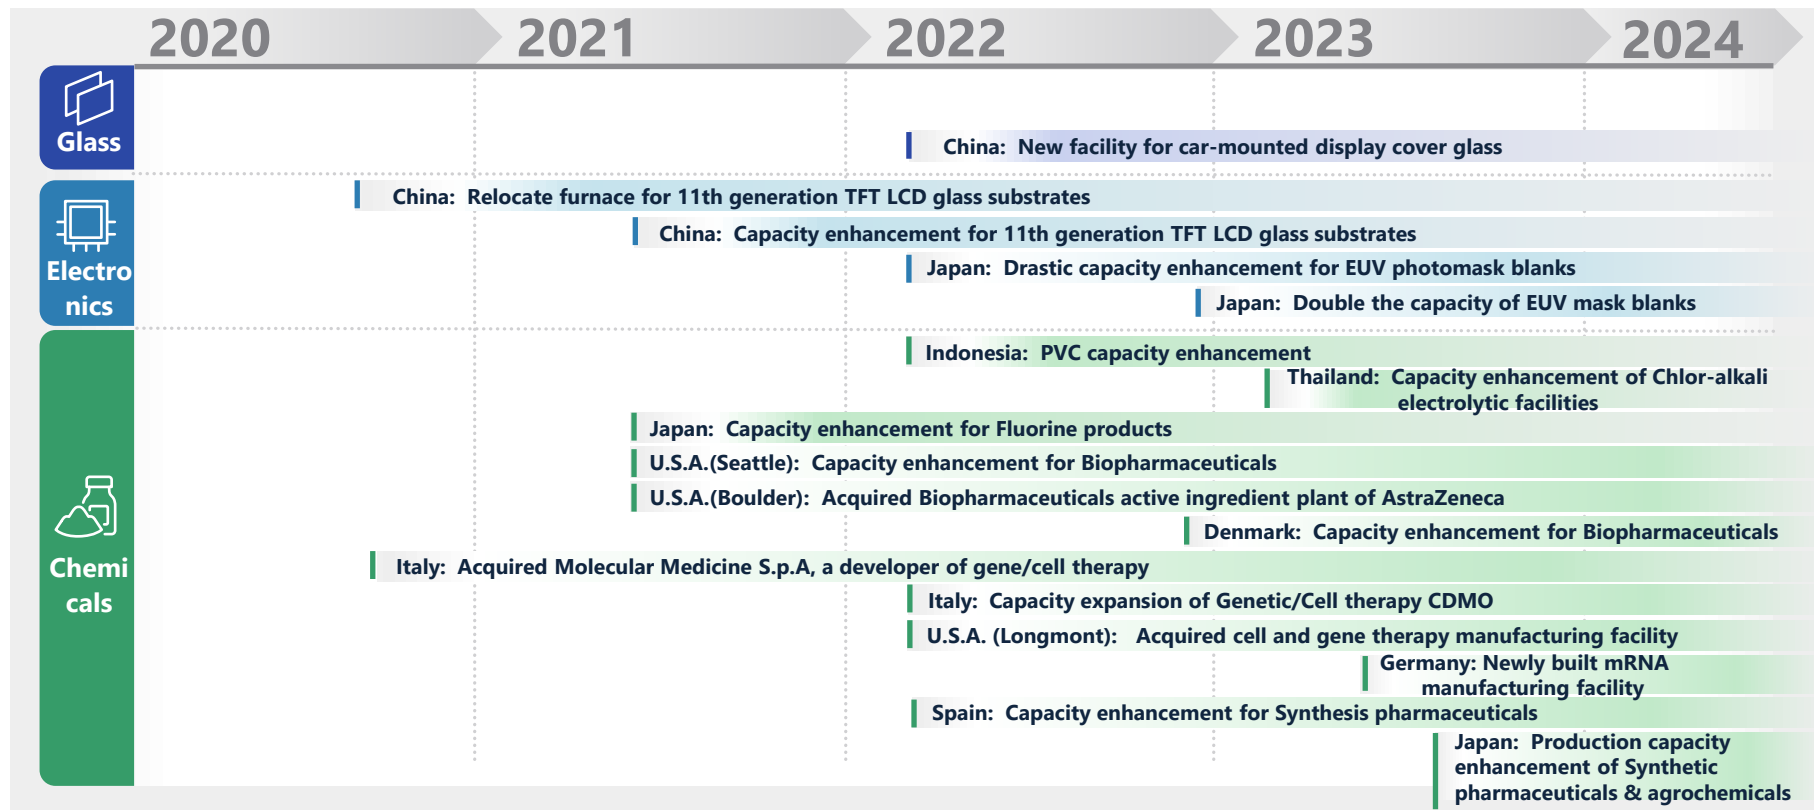 2020 2021 2022 2023 2024
Glass
China: New facility for car-mounted display cover glass
Electro
nics
China: Relocate furnace for 11th generation TFT LCD glass substrates
China: Capacity enhancement for 11th generation TFT LCD glass substrates
Japan: Drastic capacity enhancement for EUV photomask blanks
Japan: Double the capacity of EUV mask blanks
Chemi
cals
Indonesia: PVC capacity enhancement
Thailand: Capacity enhancement of Chlor-alkali
electrolytic facilities
Japan: Capacity enhancement for Fluorine products
U.S.A.(Seattle): Capacity enhancement for Biopharmaceuticals
U.S.A.(Boulder): Acquired Biopharmaceuticals active ingredient plant of AstraZeneca
Denmark: Capacity enhancement for Biopharmaceuticals
Italy: Acquired Molecular Medicine S.p.A, a developer of gene/cell therapy
Italy: Capacity expansion of Genetic/Cell therapy CDMO
U.S.A. (Longmont): Acquired cell and gene therapy manufacturing facility
Germany: Newly built mRNA
manufacturing facility
Spain: Capacity enhancement for Synthesis pharmaceuticals
Japan: Production capacity
enhancement of Synthetic
pharmaceuticals & agrochemicals